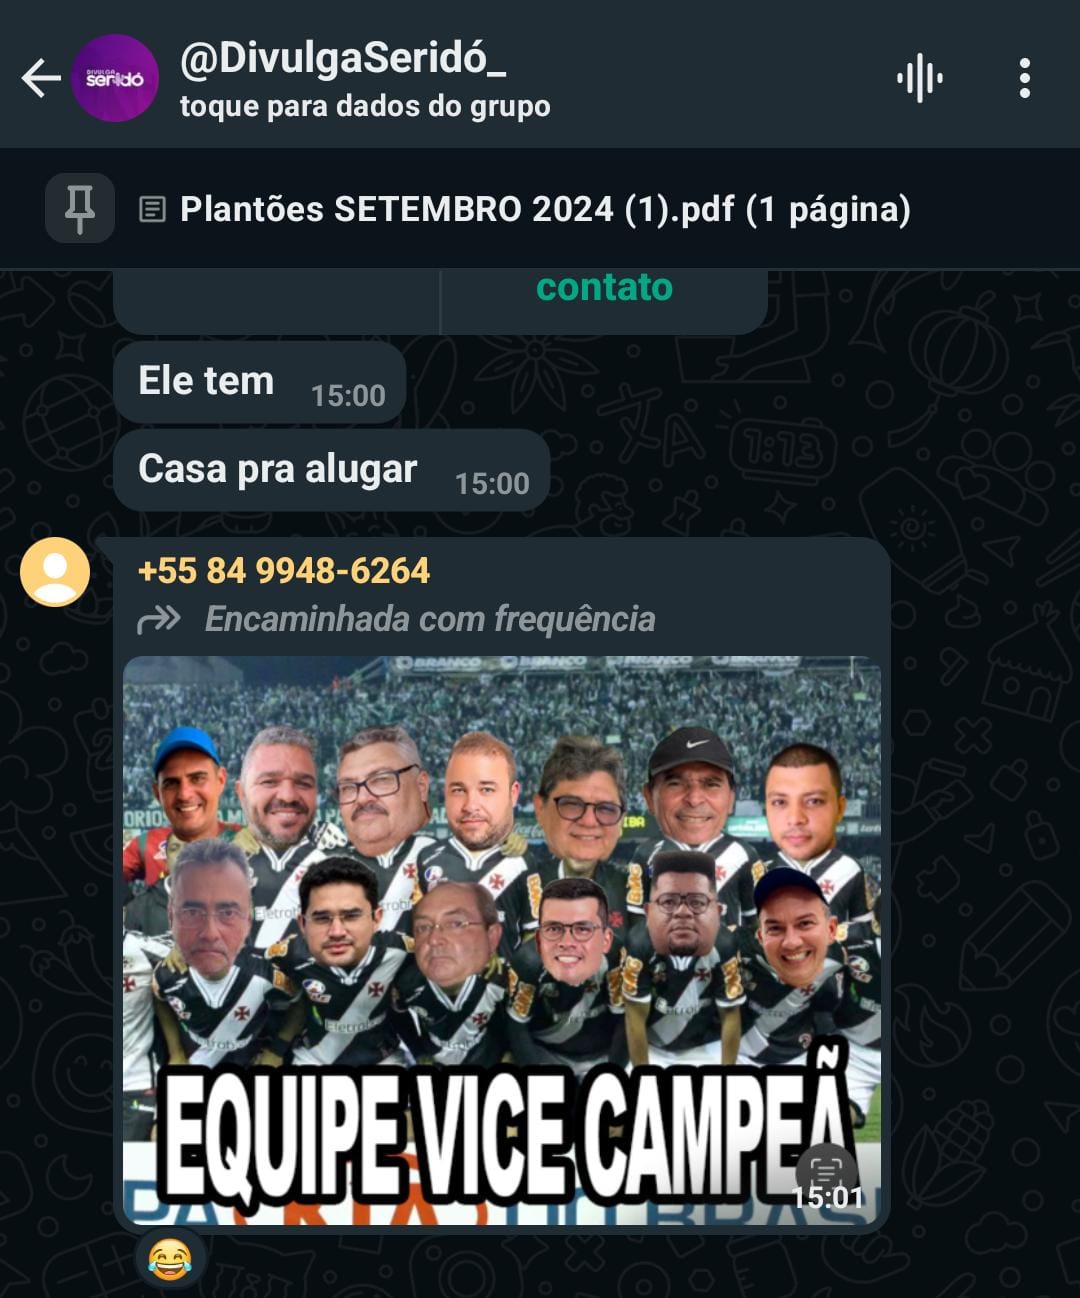 DIVULGA
seridó
@DivulgaSeridó_
toque para dados do grupo
Plantões SETEMBRO 2024 (1).pdf (1 página)
contato
Ele tem 15:00
Casa pra alugar 15:00
+55 84 9948-6264
Encaminhada com frequência
BRANCO BRANCO BRANCO
EQUIPE VICE CAMPEÃ
15:01